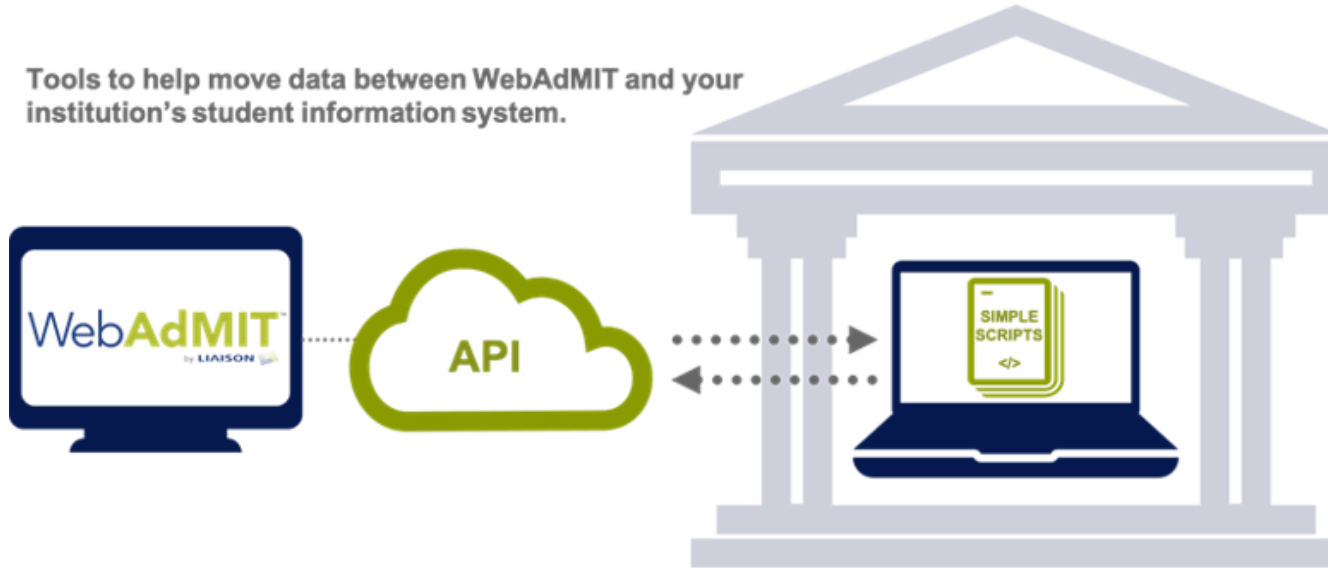 Tools to help move data between WebAdMIT and your
institution's student information system.
WebAdMIT™
by LIAISON
API
SIMPLE
SCRIPTS
</>